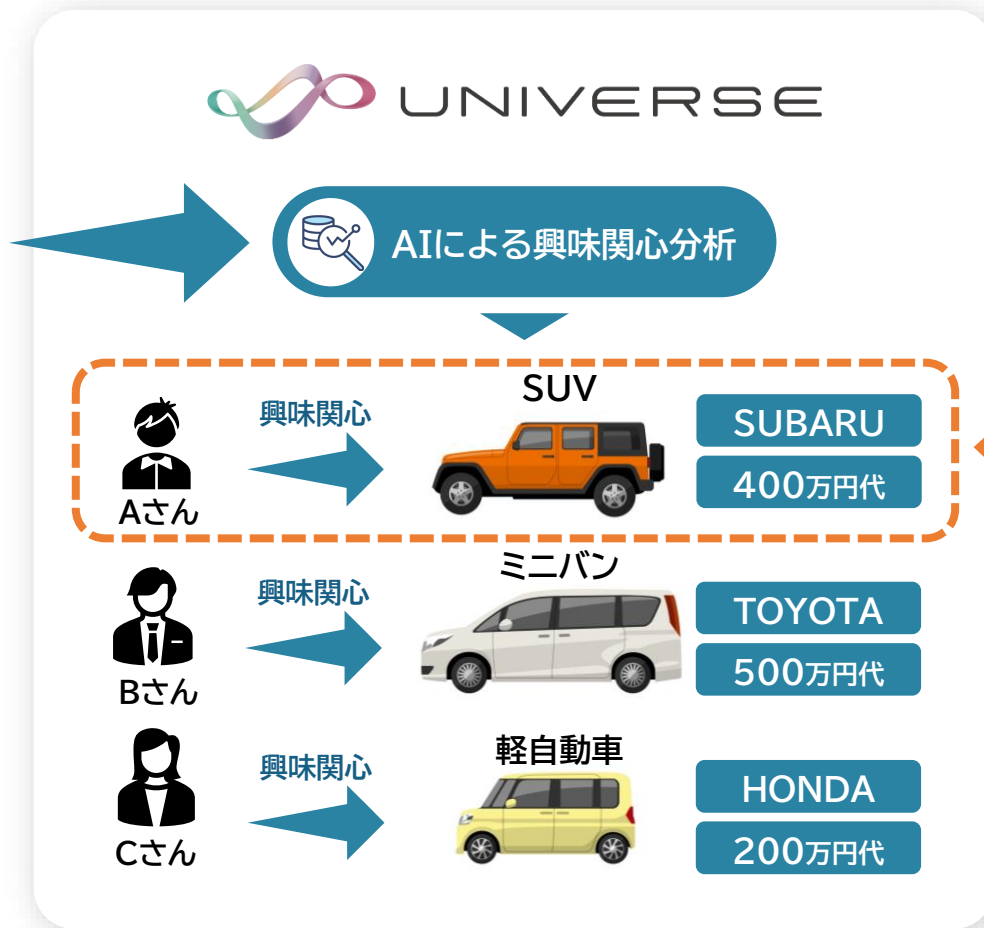 UNIVERSE
AIによる興味関心分析
SUV
興味関心
SUBARU
400万円代
Aさん
ミニバン
興味関心
TOYOTA
500万円代
Bさん
軽自動車
興味関心
HONDA
200万円代
Cさん